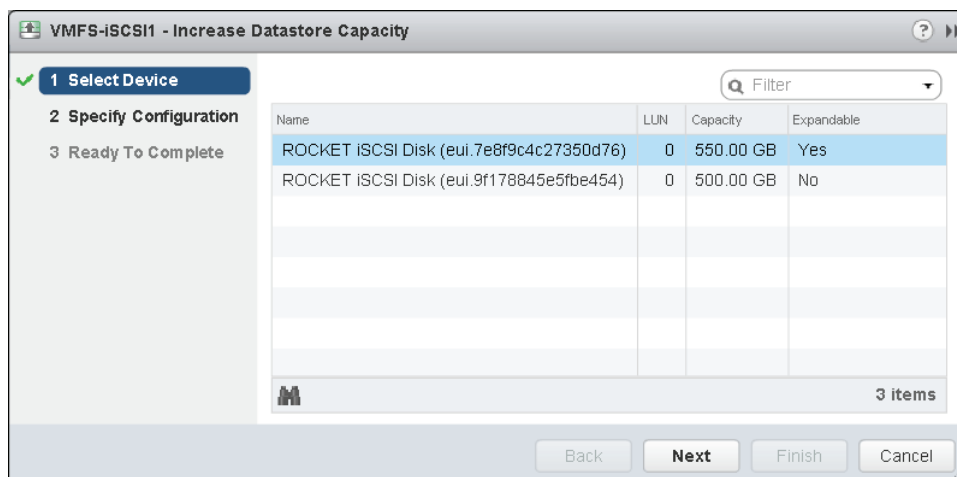 VMFS-iSCSI1 - Increase Datastore Capacity ?
1 Select Device
2 Specify Configuration
3 Ready To Complete
Filter
Name LUN Capacity Expandable
ROCKET iSCSI Disk (eui.7e8f9c4c27350d76) 0 550.00 GB Yes
ROCKET iSCSI Disk (eui.9f178845e5fbe454) 0 500.00 GB No
3 items
Back Next Finish Cancel